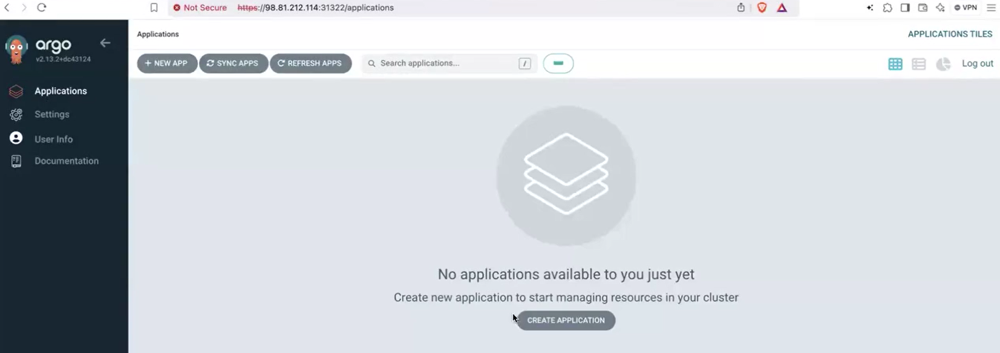 Not Secure https://98.81.212.114:31322/applications VPN
argo
v2.13.2+dc43124
Applications
Settings
User Info
Documentation
Applications APPLICATIONS TILES
+ NEW APP SYNC APPS REFRESH APPS Search applications... / Log out
No applications available to you just yet
Create new application to start managing resources in your cluster
CREATE APPLICATION